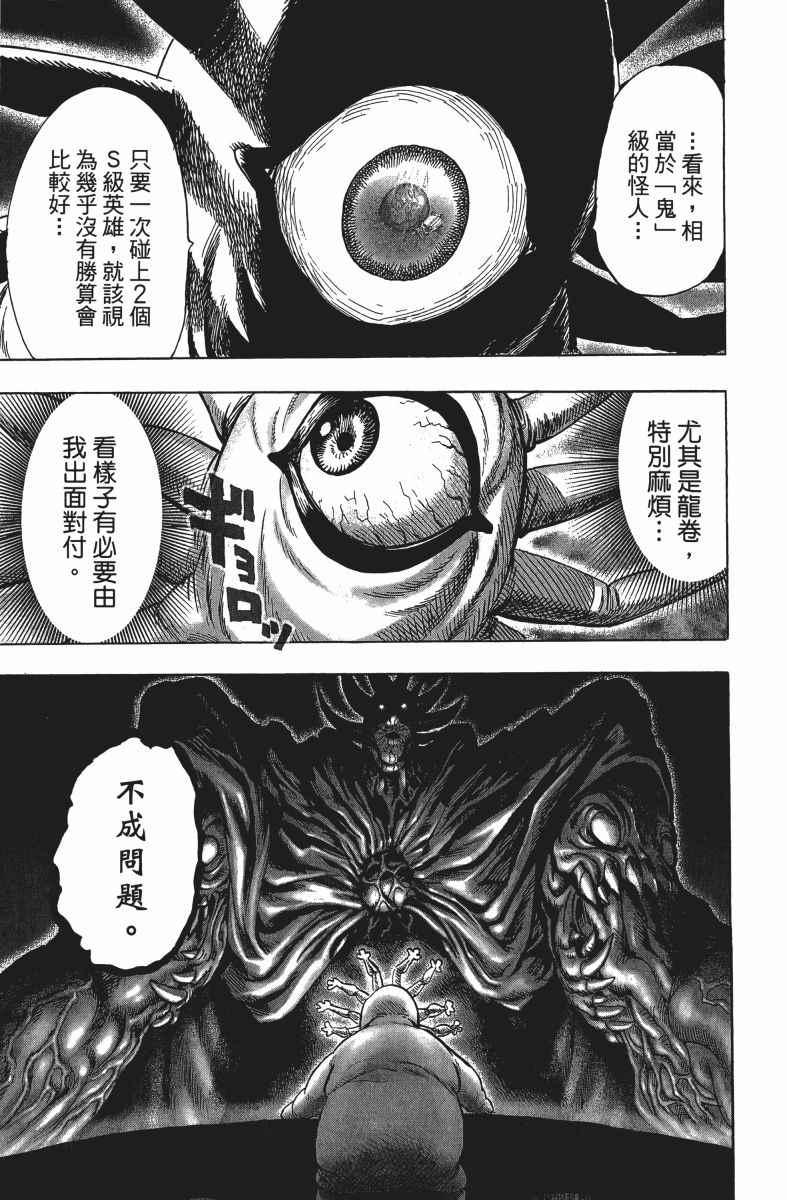 …看來，相
當於「鬼」
級的怪人…
只要一次碰上２個
Ｓ級英雄，就該視
為幾乎沒有勝算會
比較好…
尤其是龍卷，
特別麻煩…
看樣子有必要由
我出面對付。
ギョロッ
不成問題。